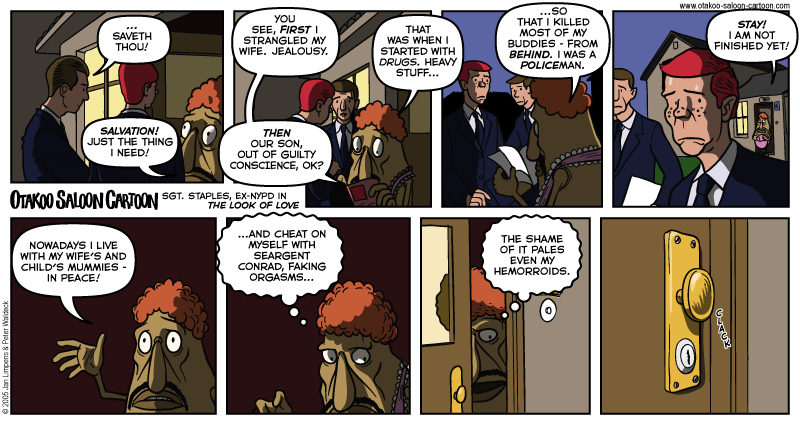 www.otakoo-saloon-cartoon.com
...
SAVETH
THOU!
SALVATION!
JUST THE THING
I NEED!
YOU
SEE, FIRST I
STRANGLED MY
WIFE. JEALOUSY.
THEN
OUR SON,
OUT OF GUILTY
CONSCIENCE, OK?
THAT
WAS WHEN I
STARTED WITH
DRUGS. HEAVY
STUFF...
...SO
THAT I KILLED
MOST OF MY
BUDDIES - FROM
BEHIND. I WAS A
POLICEMAN.
STAY!
I AM NOT
FINISHED YET!
OTAKOO SALOON CARTOON
SGT. STAPLES, EX-NYPD IN
THE LOOK OF LOVE
NOWADAYS I LIVE
WITH MY WIFE'S AND
CHILD'S MUMMIES -
IN PEACE!
...AND CHEAT ON
MYSELF WITH
SEARGENT
CONRAD, FAKING
ORGASMS...
THE SHAME
OF IT PALES
EVEN MY
HEMORROIDS.
CLACK
© 2005 Jan Limpens & Peter Waldeck